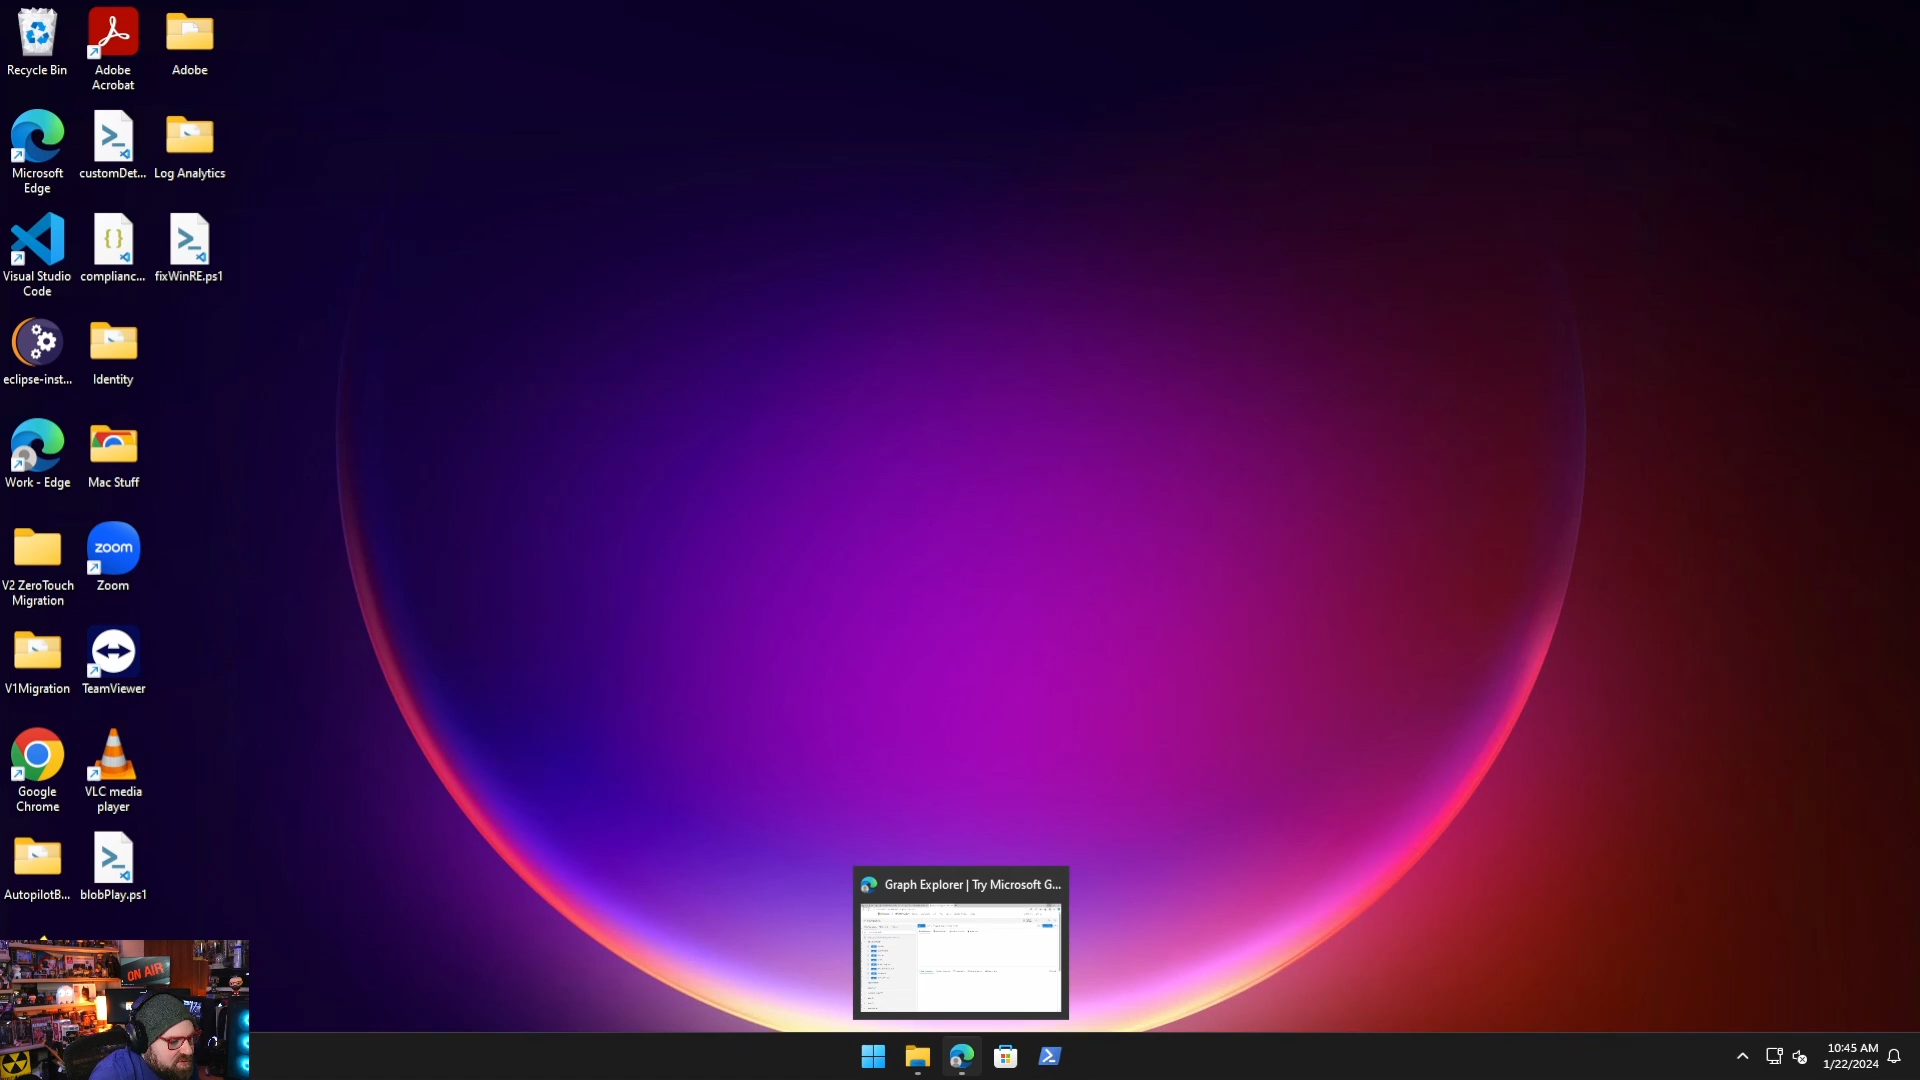 Recycle Bin
Adobe
Acrobat
Adobe
Microsoft
Edge
customDet...
Log Analytics
Visual Studio
Code
complianc...
fixWinRE.ps1
eclipse-inst...
Identity
Work - Edge
Mac Stuff
V2 ZeroTouch
Migration
zoom
Zoom
V1Migration
TeamViewer
Google
Chrome
VLC media
player
AutopilotB...
blobPlay.ps1
Graph Explorer | Try Microsoft G...
ON AIR
10:45 AM
1/22/2024